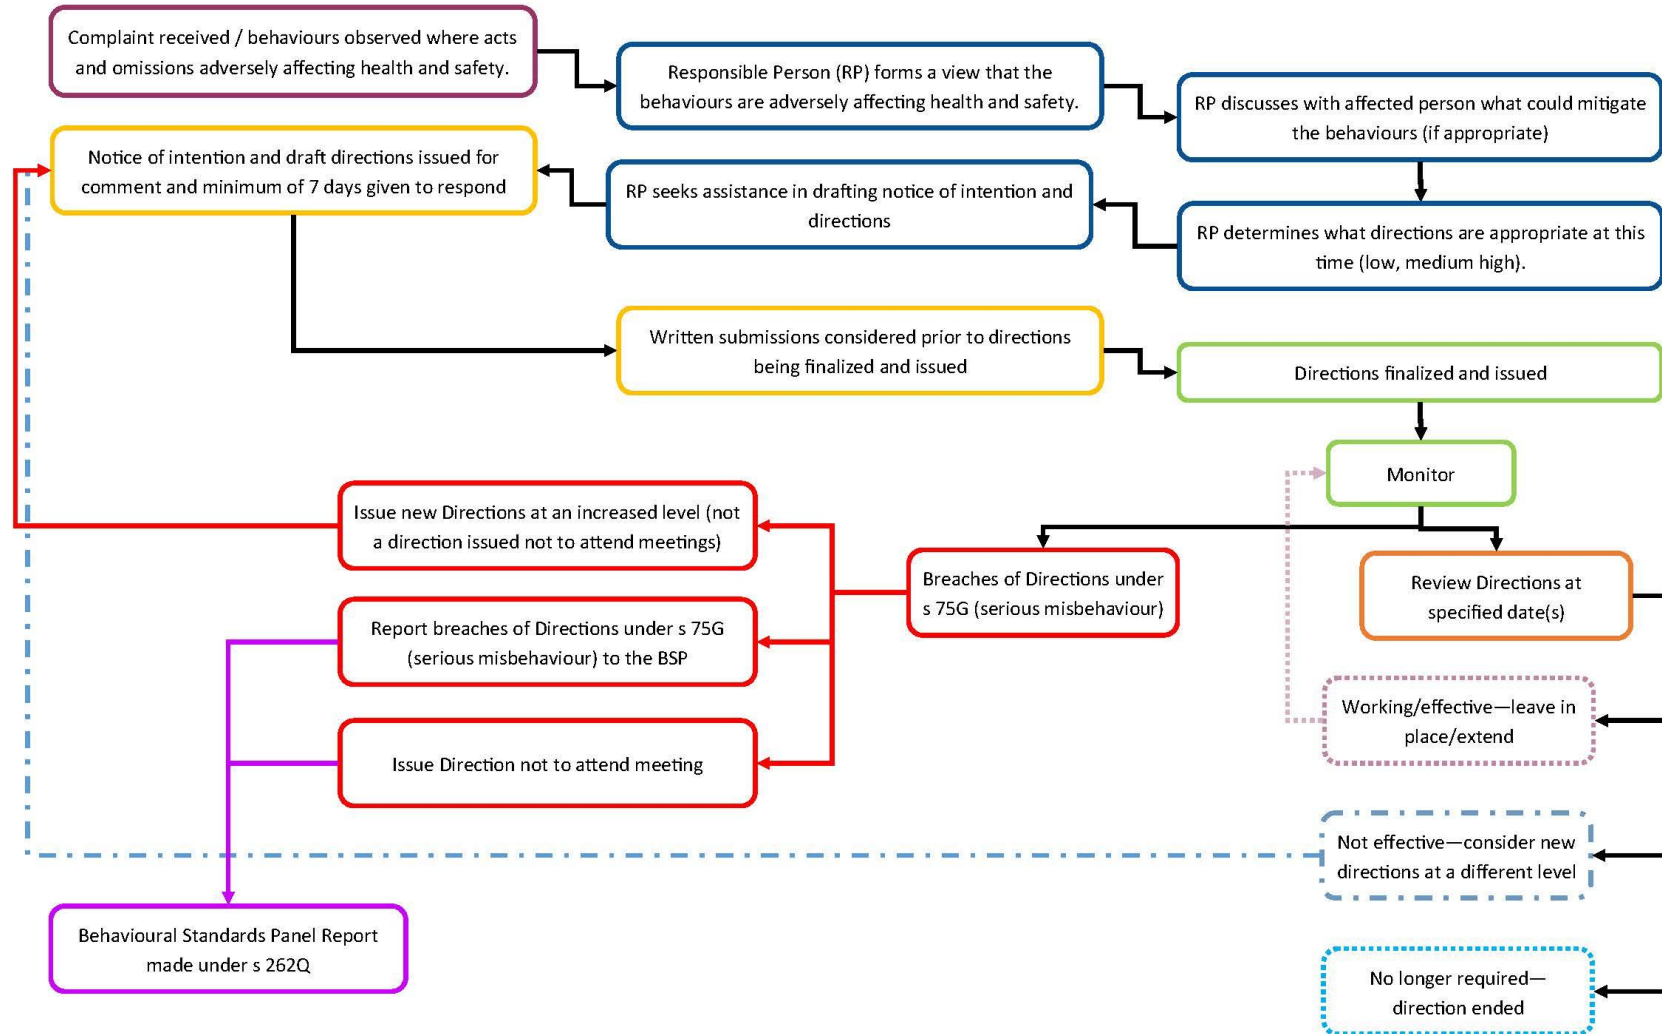 Complaint received / behaviours observed where acts
and omissions adversely affecting health and safety.
Responsible Person (RP) forms a view that the
behaviours are adversely affecting health and safety.
RP discusses with affected person what could mitigate
the behaviours (if appropriate)
Notice of intention and draft directions issued for
comment and minimum of 7 days given to respond
RP seeks assistance in drafting notice of intention and
directions
RP determines what directions are appropriate at this
time (low, medium high).
Written submissions considered prior to directions
being finalized and issued
Directions finalized and issued
Monitor
Issue new Directions at an increased level (not
a direction issued not to attend meetings)
Breaches of Directions under
s 75G (serious misbehaviour)
Review Directions at
specified date(s)
Report breaches of Directions under s 75G
(serious misbehaviour) to the BSP
Working/effective—leave in
place/extend
Issue Direction not to attend meeting
Not effective—consider new
directions at a different level
Behavioural Standards Panel Report
made under s 262Q
No longer required—
direction ended